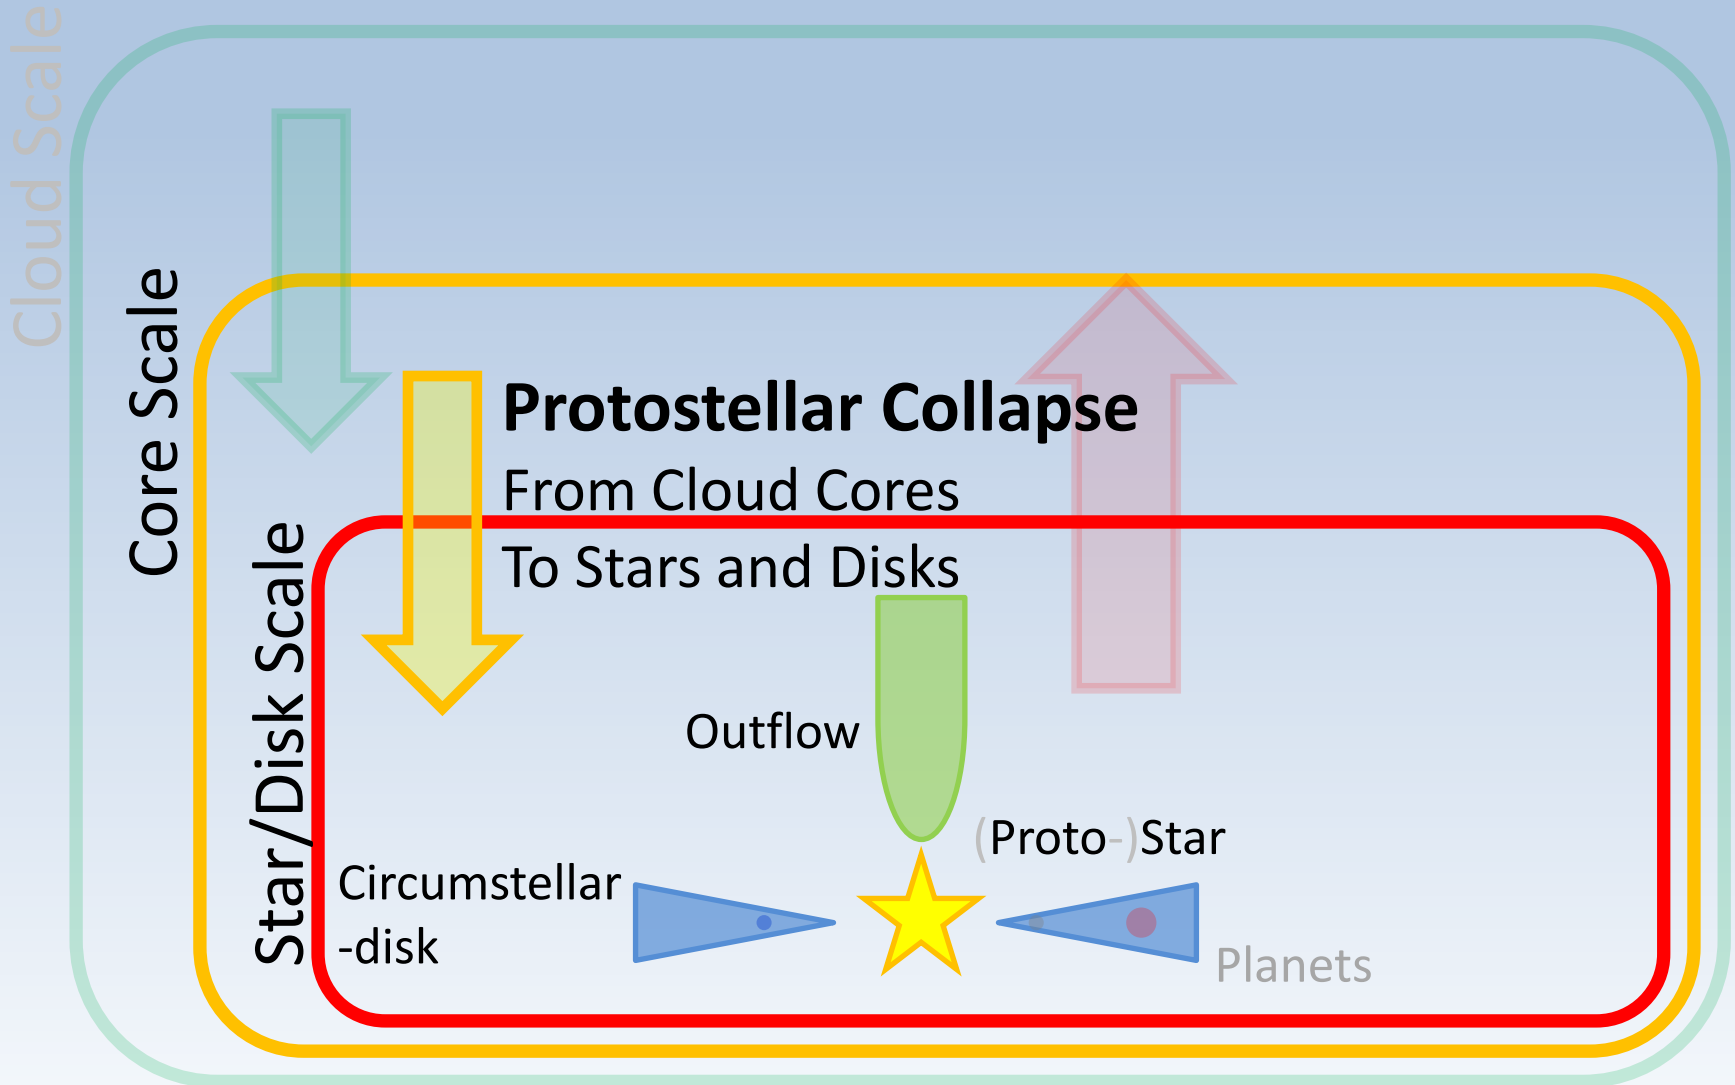 Cloud Scale
Core Scale
Star/Disk Scale
Protostellar Collapse
From Cloud Cores
To Stars and Disks
Outflow
(Proto-)Star
Circumstellar
-disk
Planets